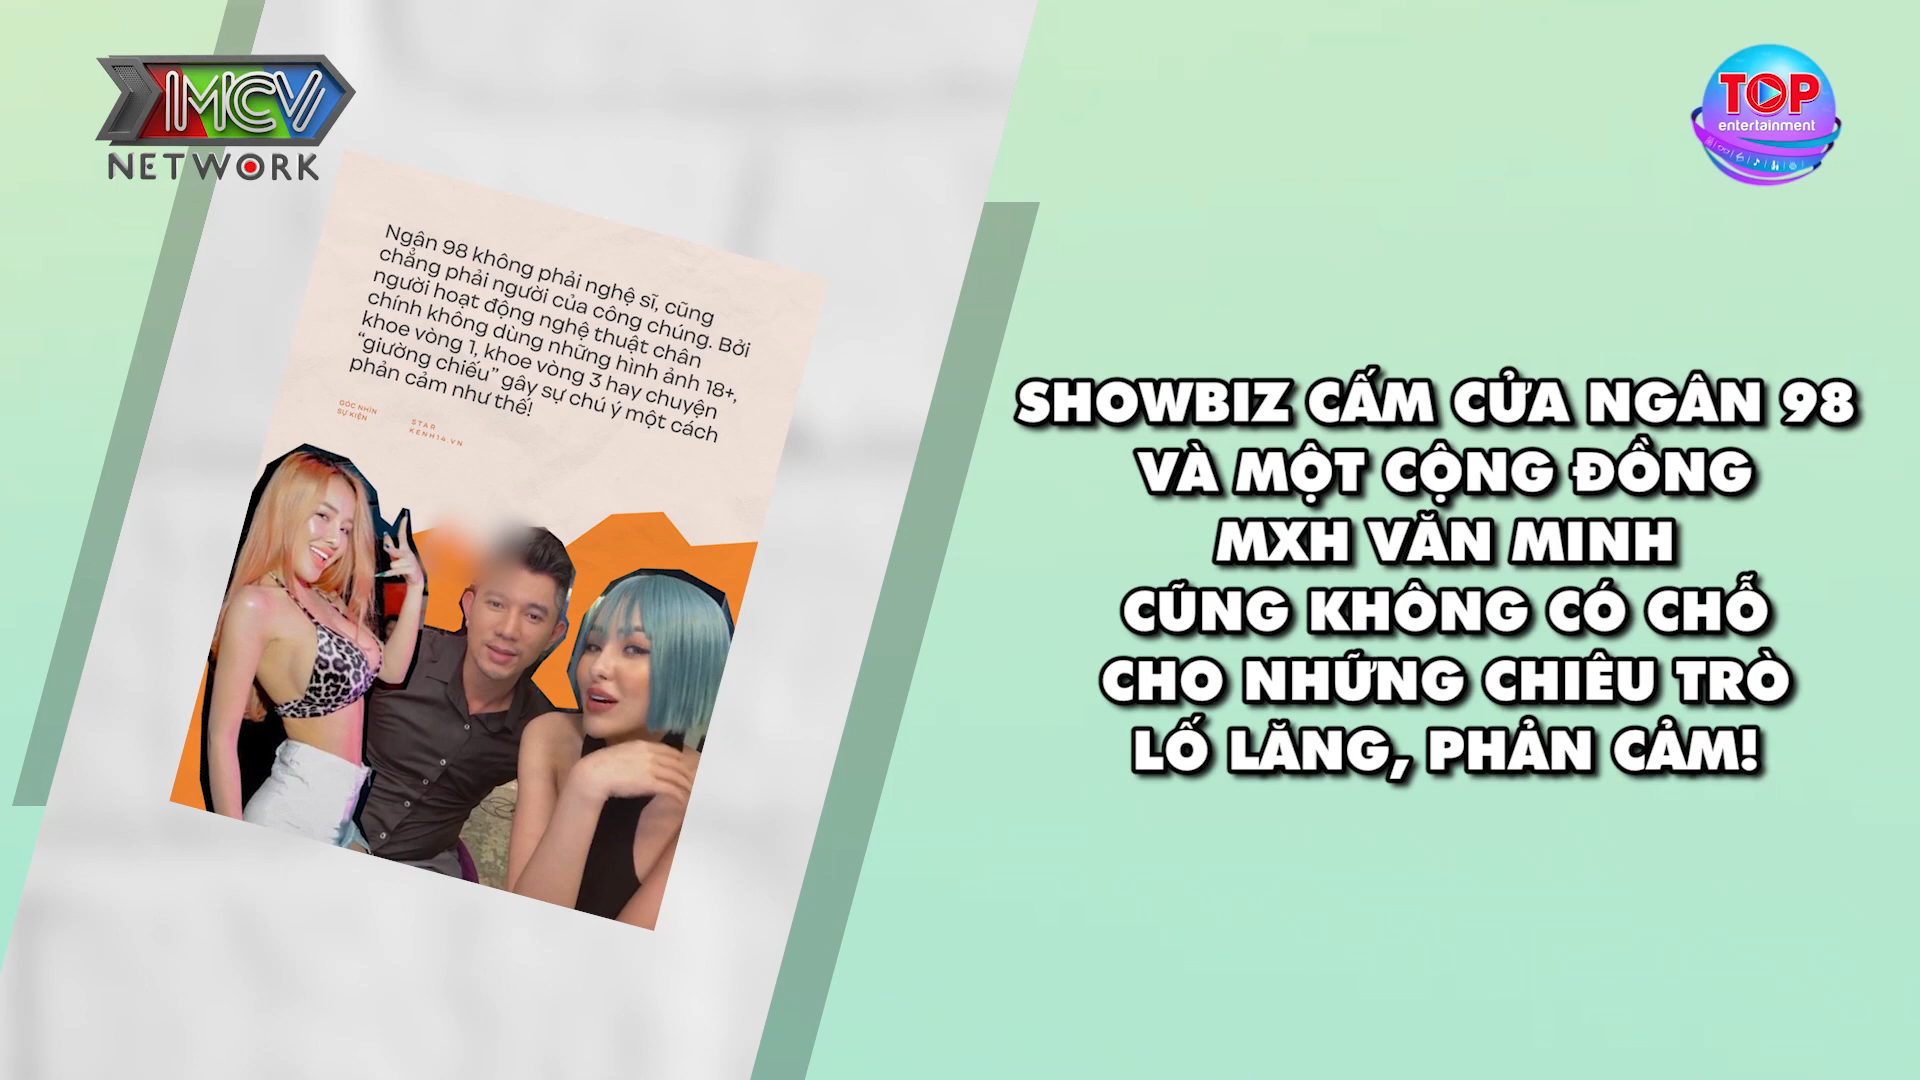 MCV
NETWORK
TOP
entertainment
Ngân 98 không phải nghệ sĩ, cũng
chẳng phải người của công chúng. Bởi
người hoạt động nghệ thuật chân
chính không dùng những hình ảnh 18+,
khoe vòng 1, khoe vòng 3 hay chuyện
“giường chiếu” gây sự chú ý một cách
phản cảm như thế!
GÓC NHÌN
SỰ KIỆN
STAR
KENH14.VN
SHOWBIZ CẤM CỬA NGÂN 98
VÀ MỘT CỘNG ĐỒNG
MXH VĂN MINH
CŨNG KHÔNG CÓ CHỖ
CHO NHỮNG CHIÊU TRÒ
LỐ LĂNG, PHẢN CẢM!